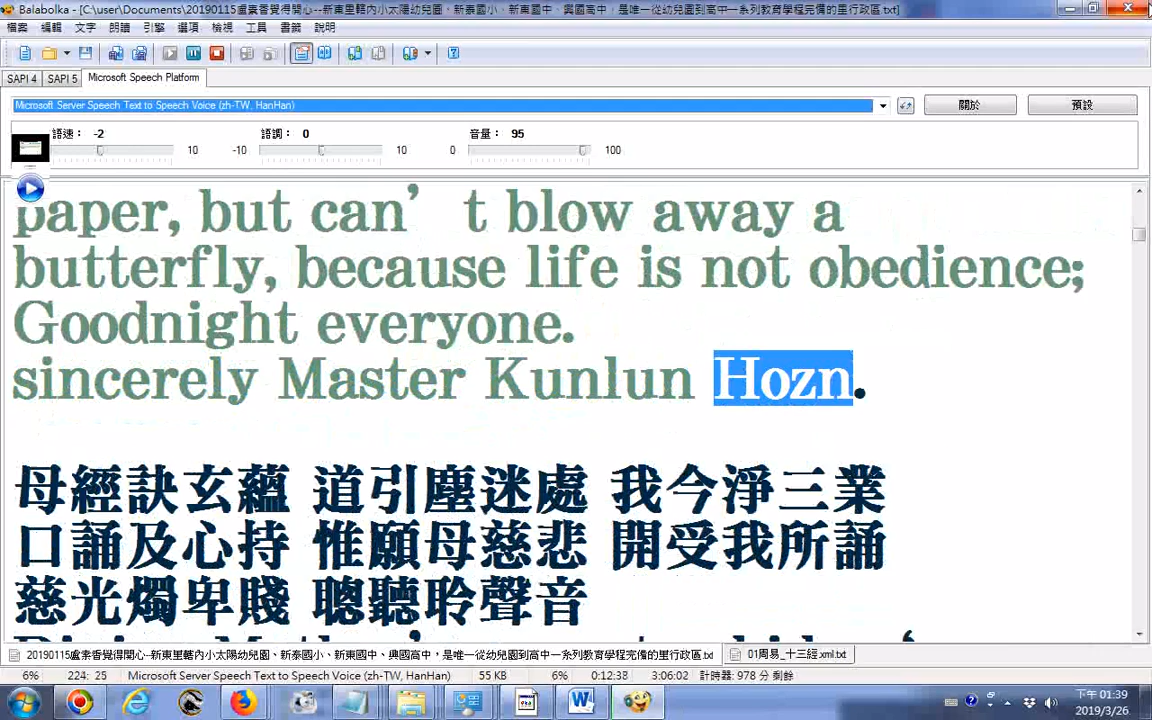 Balabolka - [C:\user\Documents\20190115盧素香覺得開心--新東里轄內小太陽幼兒園、新泰國小、新東國中、興國高中，是唯一從幼兒園到高中一系列教育學程完備的里行政區.txt]
檔案 編輯 文字 朗讀 引擎 選項 檢視 工具 書籤 說明
SAPI 4 SAPI 5 Microsoft Speech Platform
Microsoft Server Speech Text to Speech Voice (zh-TW, HanHan) 關於 預設
語速： -2 語調： 0 音量： 95
10 -10 10 0 100
paper, but can’t blow away a
butterfly, because life is not obedience;
Goodnight everyone.
sincerely Master Kunlun Hozn.
母經訣玄蘊 道引塵迷處 我今淨三業
口誦及心持 惟願母慈悲 開受我所誦
慈光燭卑賤 聰聽聆聲音
20190115盧素香覺得開心--新東里轄內小太陽幼兒園、新泰國小、新東國中、興國高中，是唯一從幼兒園到高中一系列教育學程完備的里行政區.txt 01周易_十三經.xml.txt
6% 224: 25 Microsoft Server Speech Text to Speech Voice (zh-TW, HanHan) 55 KB 6% 0:12:38 3:06:02 計時器: 978 分 剩餘
下午 01:39
2019/3/26